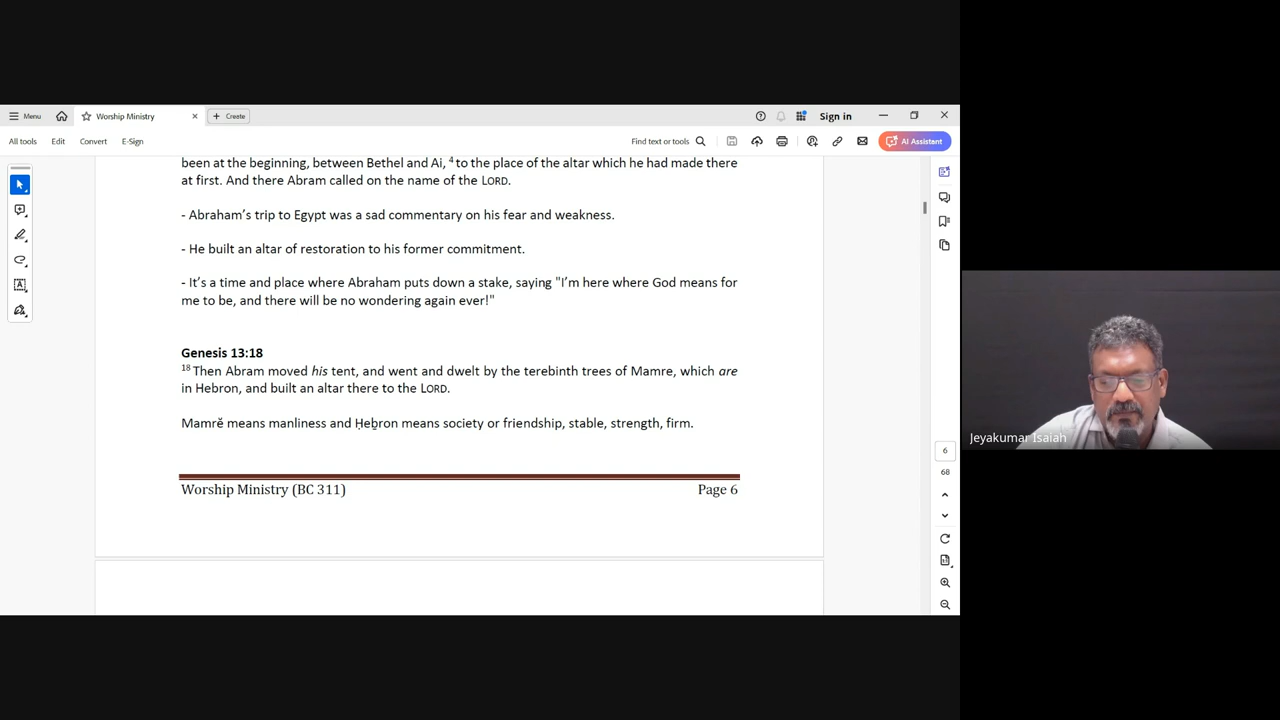 Menu
Worship Ministry
Create
Sign in
All tools
Edit
Convert
E-Sign
Find text or tools
AI Assistant
been at the beginning, between Bethel and Ai, 4 to the place of the altar which he had made there
at first. And there Abram called on the name of the LORD.
- Abraham's trip to Egypt was a sad commentary on his fear and weakness.
- He built an altar of restoration to his former commitment.
- It's a time and place where Abraham puts down a stake, saying "I'm here where God means for
me to be, and there will be no wondering again ever!"
Genesis 13:18
18 Then Abram moved his tent, and went and dwelt by the terebinth trees of Mamre, which are
in Hebron, and built an altar there to the LORD.
Mamrĕ means manliness and Ḥeḇron means society or friendship, stable, strength, firm.
Worship Ministry (BC 311)
Page 6
6
68
Jeyakumar Isaiah